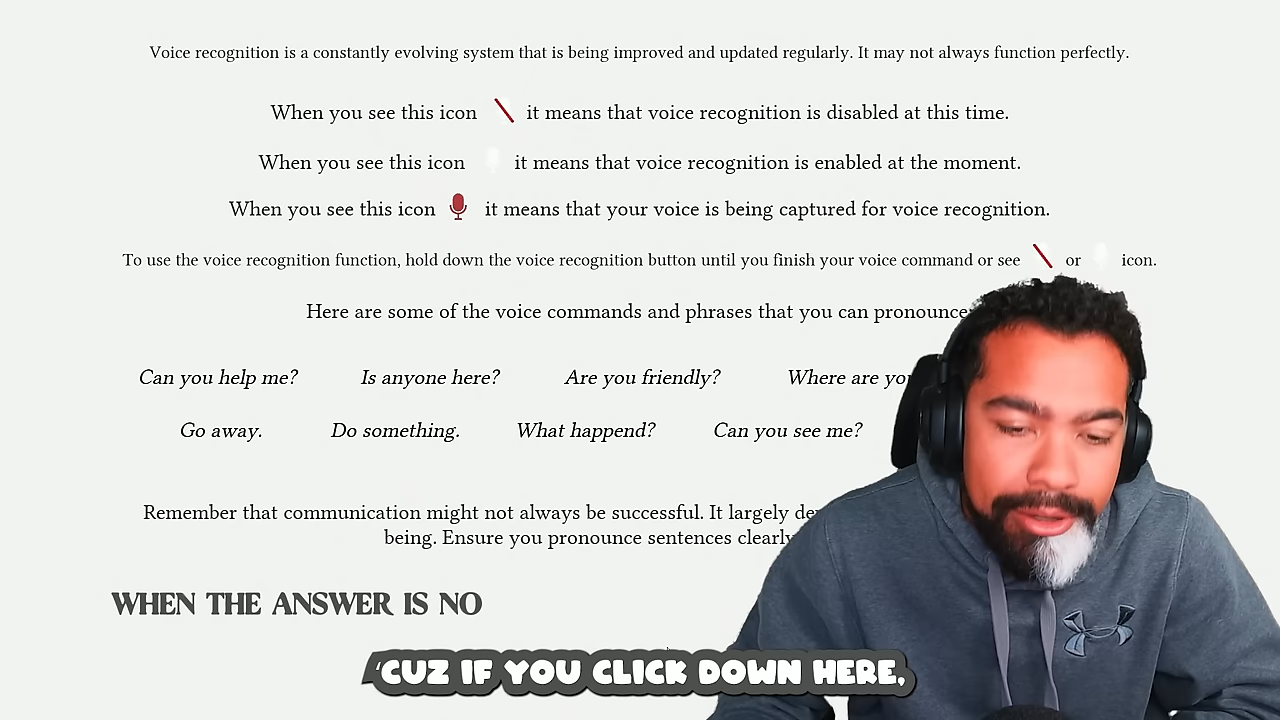 Voice recognition is a constantly evolving system that is being improved and updated regularly. It may not always function perfectly.
When you see this icon it means that voice recognition is disabled at this time.
When you see this icon it means that voice recognition is enabled at the moment.
When you see this icon it means that your voice is being captured for voice recognition.
To use the voice recognition function, hold down the voice recognition button until you finish your voice command or see or icon.
Here are some of the voice commands and phrases that you can pronounce
Can you help me? Is anyone here? Are you friendly? Where are you
Go away. Do something. What happend? Can you see me?
Remember that communication might not always be successful. It largely
being. Ensure you pronounce sentences clearly
WHEN THE ANSWER IS NO
'CUZ IF YOU CLICK DOWN HERE,